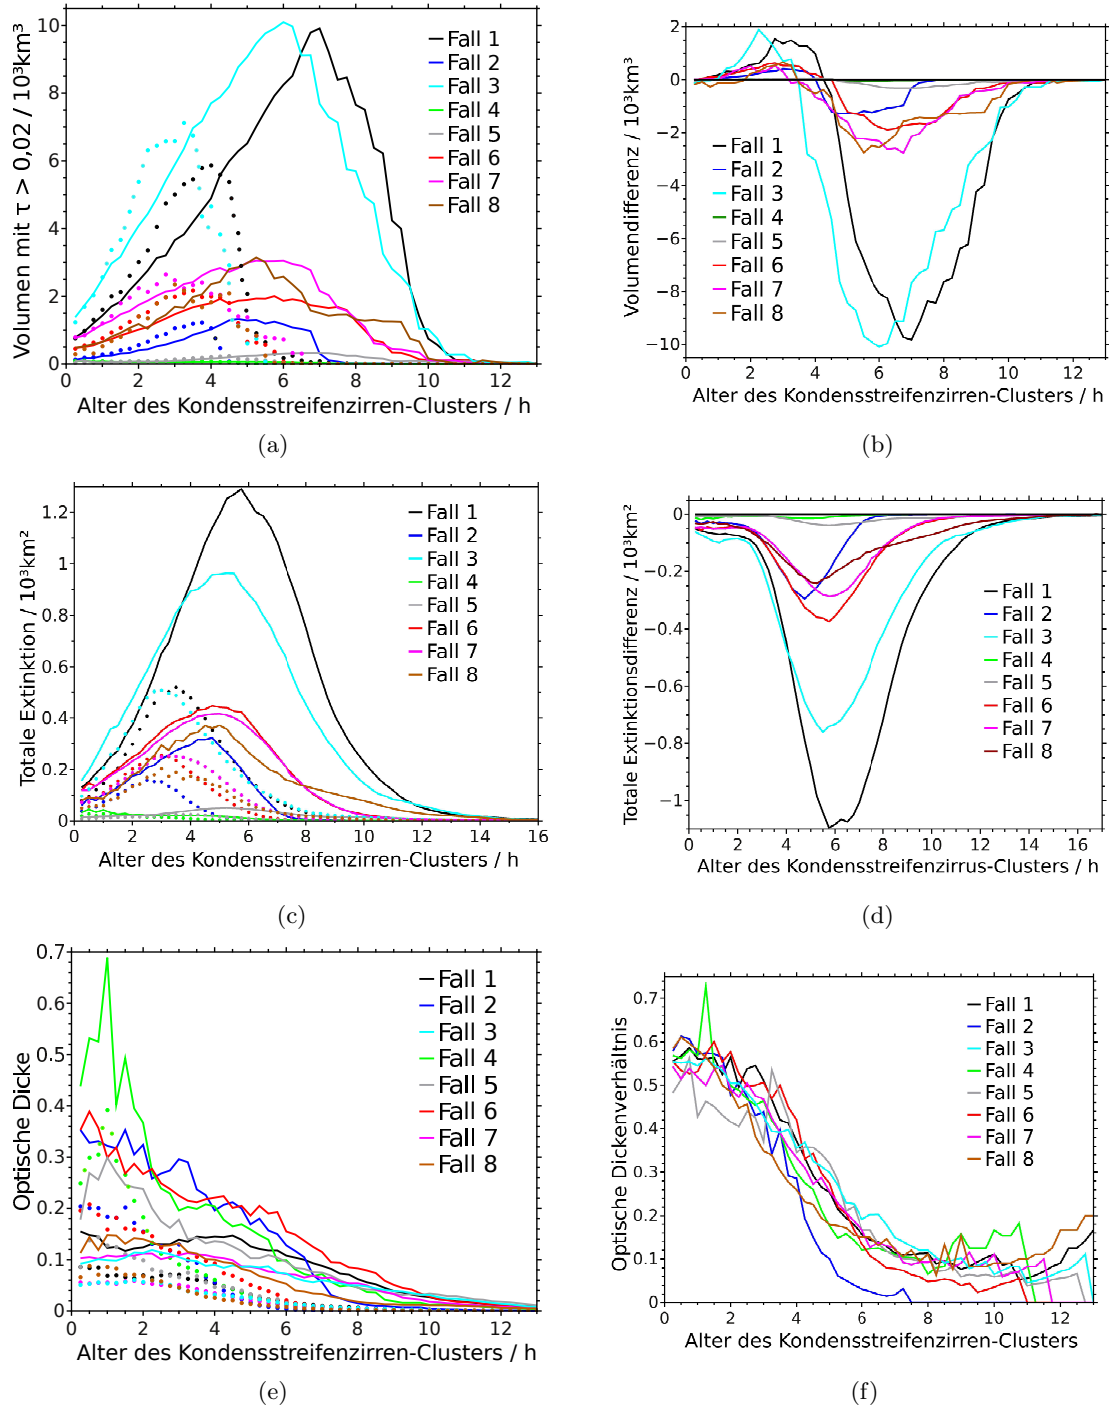 Volumen mit τ > 0,02 / 10³km³
10
8
6
4
2
0
Fall 1
Fall 2
Fall 3
Fall 4
Fall 5
Fall 6
Fall 7
Fall 8
0 2 4 6 8 10 12
Alter des Kondensstreifenzirren-Clusters / h
(a)
Volumendifferenz / 10³km³
2
0
−2
−4
−6
−8
−10
Fall 1
Fall 2
Fall 3
Fall 4
Fall 5
Fall 6
Fall 7
Fall 8
0 2 4 6 8 10 12
Alter des Kondensstreifenzirren-Clusters / h
(b)
Totale Extinktion / 10³km²
1.2
1
0.8
0.6
0.4
0.2
0
Fall 1
Fall 2
Fall 3
Fall 4
Fall 5
Fall 6
Fall 7
Fall 8
0 2 4 6 8 10 12 14 16
Alter des Kondensstreifenzirren-Clusters / h
(c)
Totale Extinktionsdifferenz / 10³km²
0
−0.2
−0.4
−0.6
−0.8
−1
Fall 1
Fall 2
Fall 3
Fall 4
Fall 5
Fall 6
Fall 7
Fall 8
0 2 4 6 8 10 12 14 16
Alter des Kondensstreifenzirrus-Clusters / h
(d)
Optische Dicke
0.7
0.6
0.5
0.4
0.3
0.2
0.1
0
Fall 1
Fall 2
Fall 3
Fall 4
Fall 5
Fall 6
Fall 7
Fall 8
0 2 4 6 8 10 12
Alter des Kondensstreifenzirren-Clusters / h
(e)
Optische Dickenverhältnis
0.7
0.6
0.5
0.4
0.3
0.2
0.1
0
Fall 1
Fall 2
Fall 3
Fall 4
Fall 5
Fall 6
Fall 7
Fall 8
0 2 4 6 8 10 12
Alter des Kondensstreifenzirren-Clusters
(f)